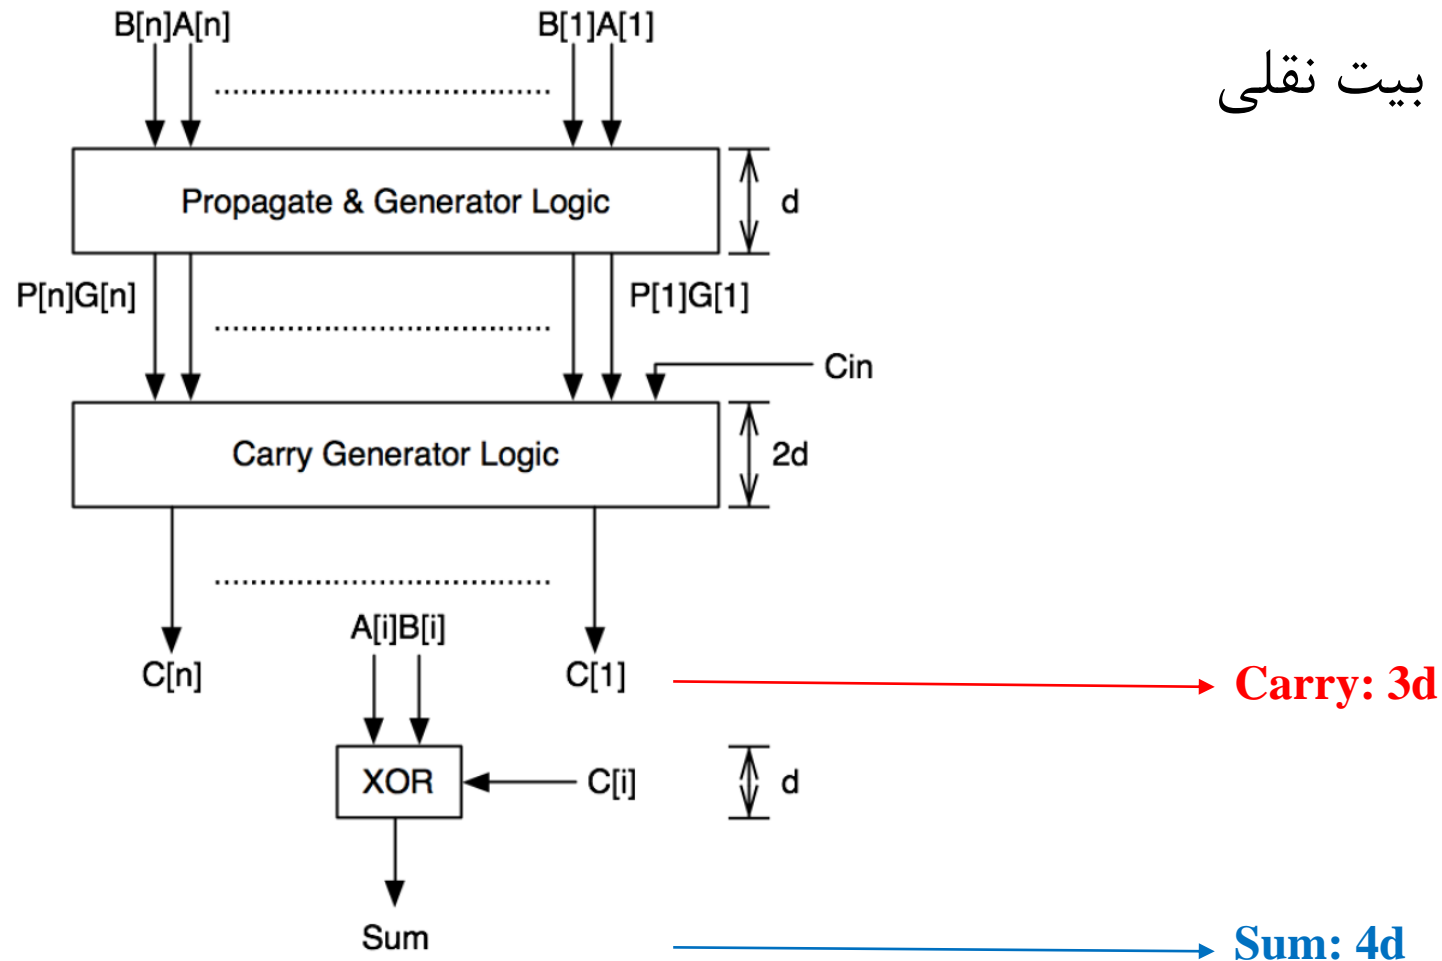 B[n]A[n] B[1]A[1]
بیت نقلی
Propagate & Generator Logic d
P[n]G[n] P[1]G[1]
Cin
Carry Generator Logic 2d
A[i]B[i]
C[n] C[1] Carry: 3d
XOR C[i] d
Sum Sum: 4d